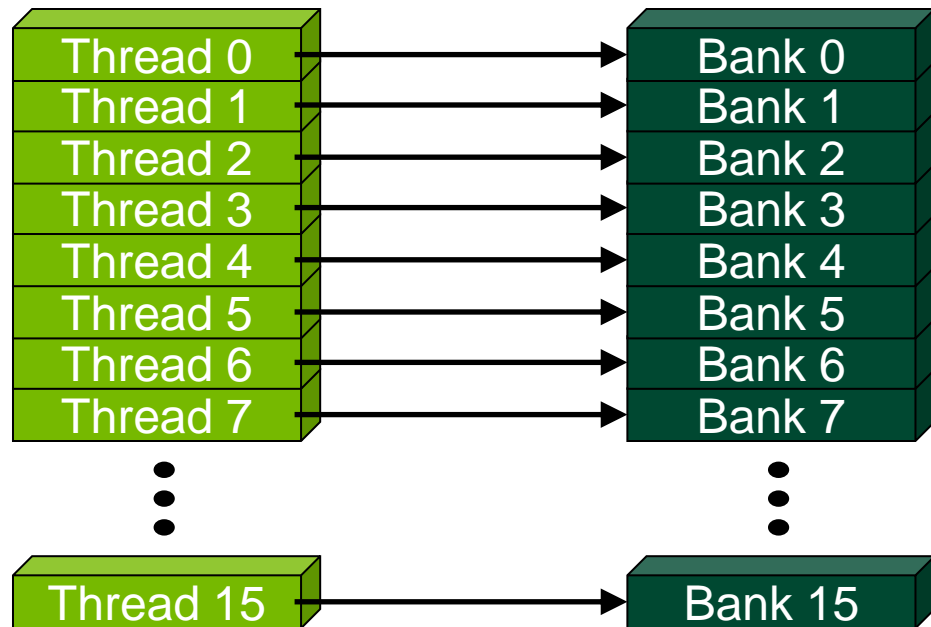 Thread 0 Bank 0
Thread 1 Bank 1
Thread 2 Bank 2
Thread 3 Bank 3
Thread 4 Bank 4
Thread 5 Bank 5
Thread 6 Bank 6
Thread 7 Bank 7
Thread 15 Bank 15